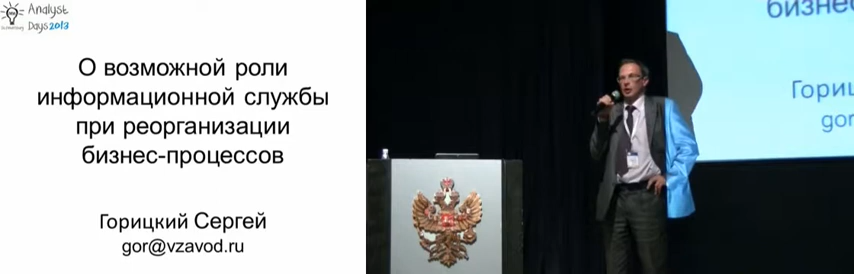 Analyst
Days 2013
О возможной роли
информационной службы
при реорганизации
бизнес-процессов
Горицкий Сергей
gor@vzavod.ru
бизнес
Гориц
gor